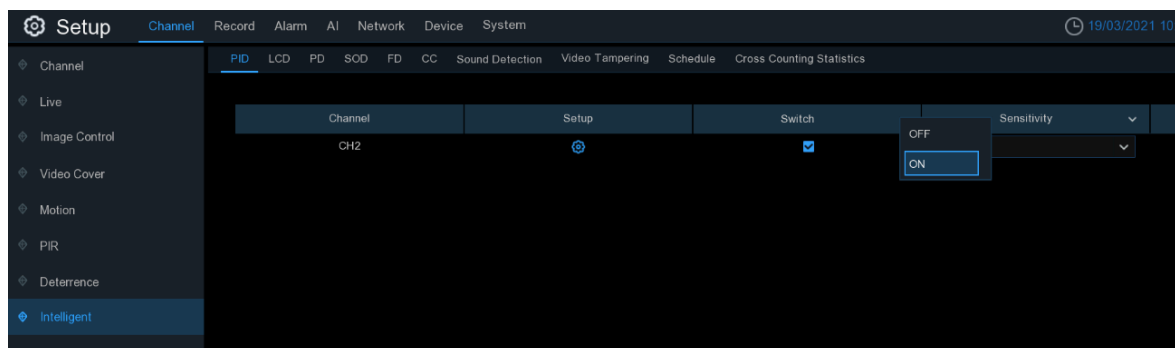 Setup Channel Record Alarm AI Network Device System 19/03/2021 10
Channel
Live
Image Control
Video Cover
Motion
PIR
Deterrence
Intelligent
PID LCD PD SOD FD CC Sound Detection Video Tampering Schedule Cross Counting Statistics
Channel Setup Switch Sensitivity
CH2
OFF
ON